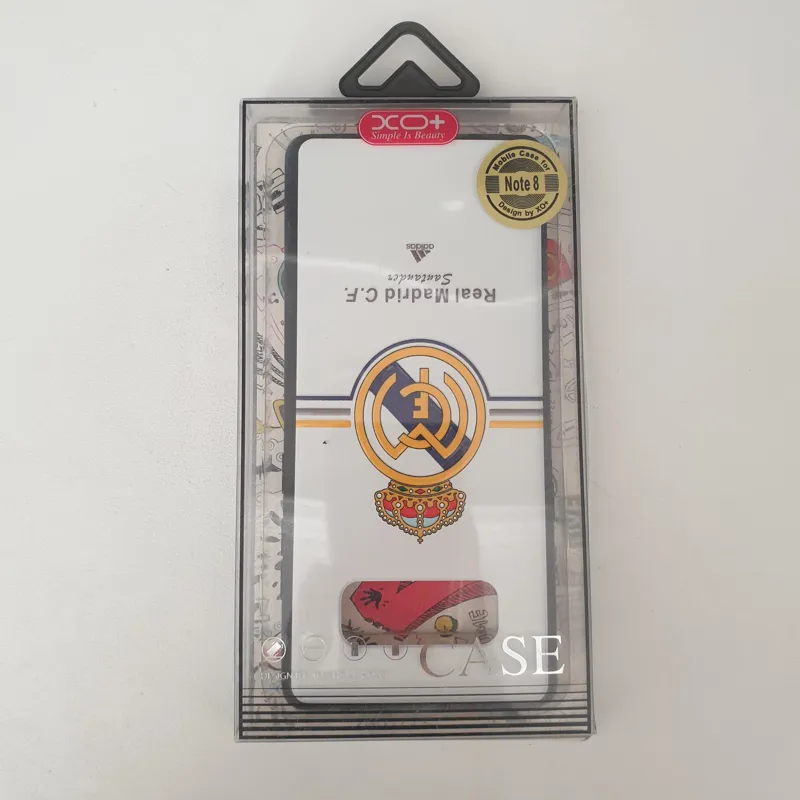 XO+
Simple Is Beauty
Mobile Case for
Note 8
Design by XO+
adidas
Santander
Real Madrid C.F.
CASE